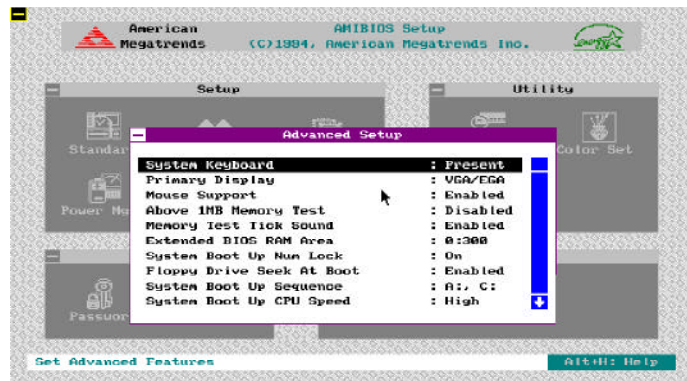 American Megatrends
AMIBIOS Setup
(C)1994, American Megatrends Inc.
Setup
Utility
Standar
Color Set
Power Mg
Passwor
Advanced Setup
System Keyboard : Present
Primary Display : VGA/EGA
Mouse Support : Enabled
Above 1MB Memory Test : Disabled
Memory Test Tick Sound : Enabled
Extended BIOS RAM Area : 0:300
System Boot Up Num Lock : On
Floppy Drive Seek At Boot : Enabled
System Boot Up Sequence : A:, C:
System Boot Up CPU Speed : High
Set Advanced Features
Alt+H: Help